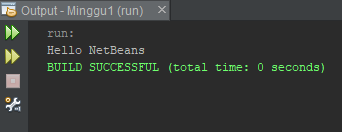 Output - Minggu1 (run)
run:
Hello NetBeans
BUILD SUCCESSFUL (total time: 0 seconds)